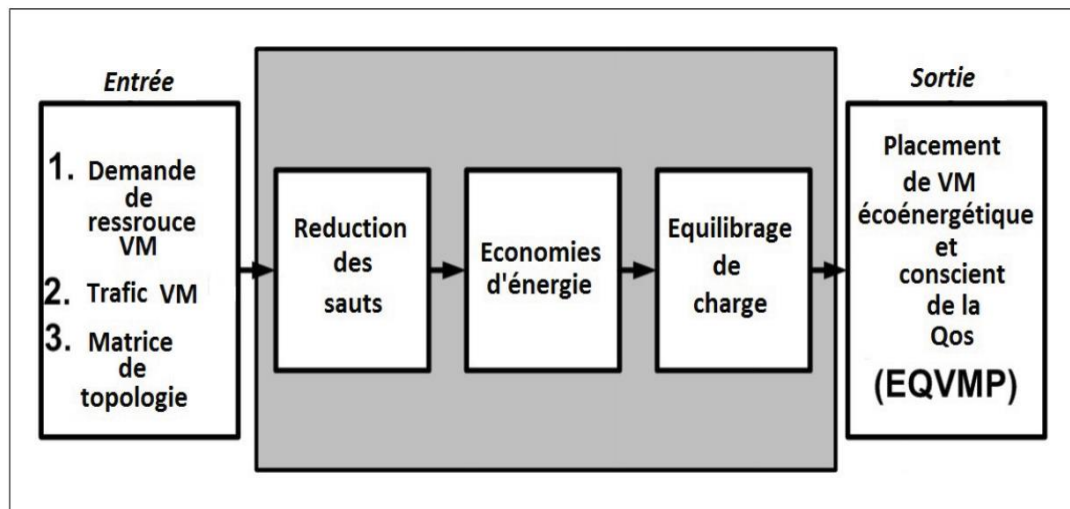 Entrée
1. Demande
de
ressrouce
VM
2. Trafic VM
3. Matrice
de
topologie
Reduction
des
sauts
Economies
d'énergie
Equilibrage
de
charge
Sortie
Placement
de VM
écoénergétique
et
conscient
de la
Qos
(EQVMP)